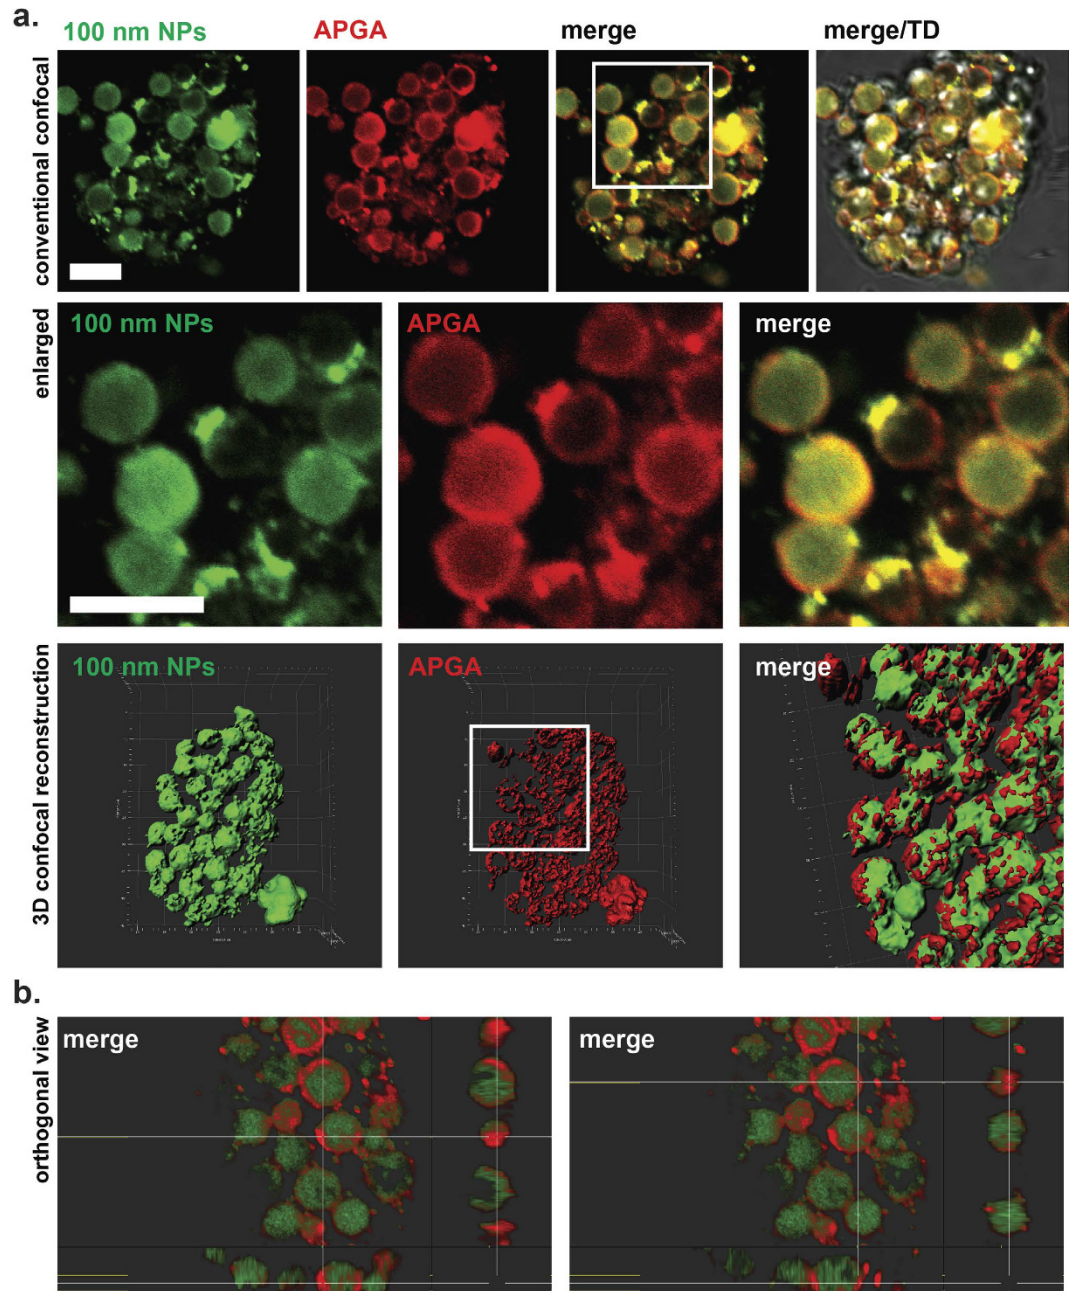 a.
100 nm NPs
APGA
merge
merge/TD
conventional confocal
enlarged
100 nm NPs
APGA
merge
3D confocal reconstruction
100 nm NPs
APGA
merge
b.
orthogonal view
merge
merge